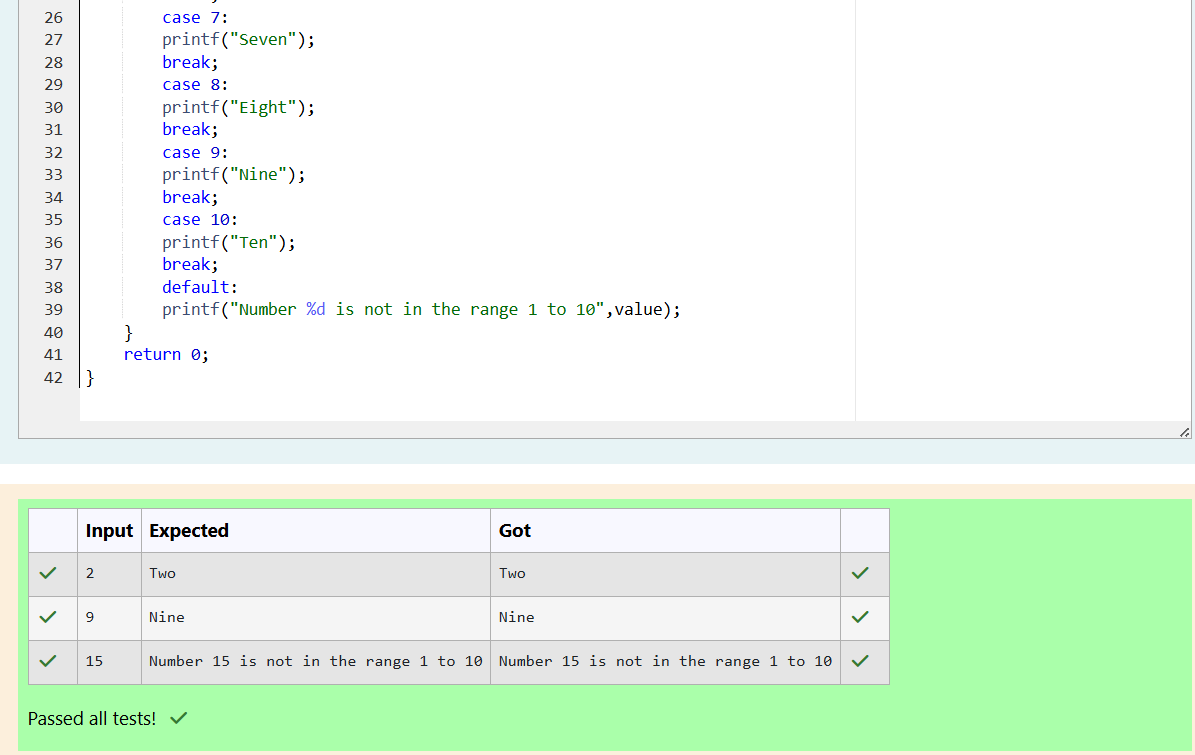 26 case 7:
27 printf("Seven");
28 break;
29 case 8:
30 printf("Eight");
31 break;
32 case 9:
33 printf("Nine");
34 break;
35 case 10:
36 printf("Ten");
37 break;
38 default:
39 printf("Number %d is not in the range 1 to 10",value);
40 }
41 return 0;
42 }
Input Expected Got
2 Two Two
9 Nine Nine
15 Number 15 is not in the range 1 to 10 Number 15 is not in the range 1 to 10
Passed all tests!